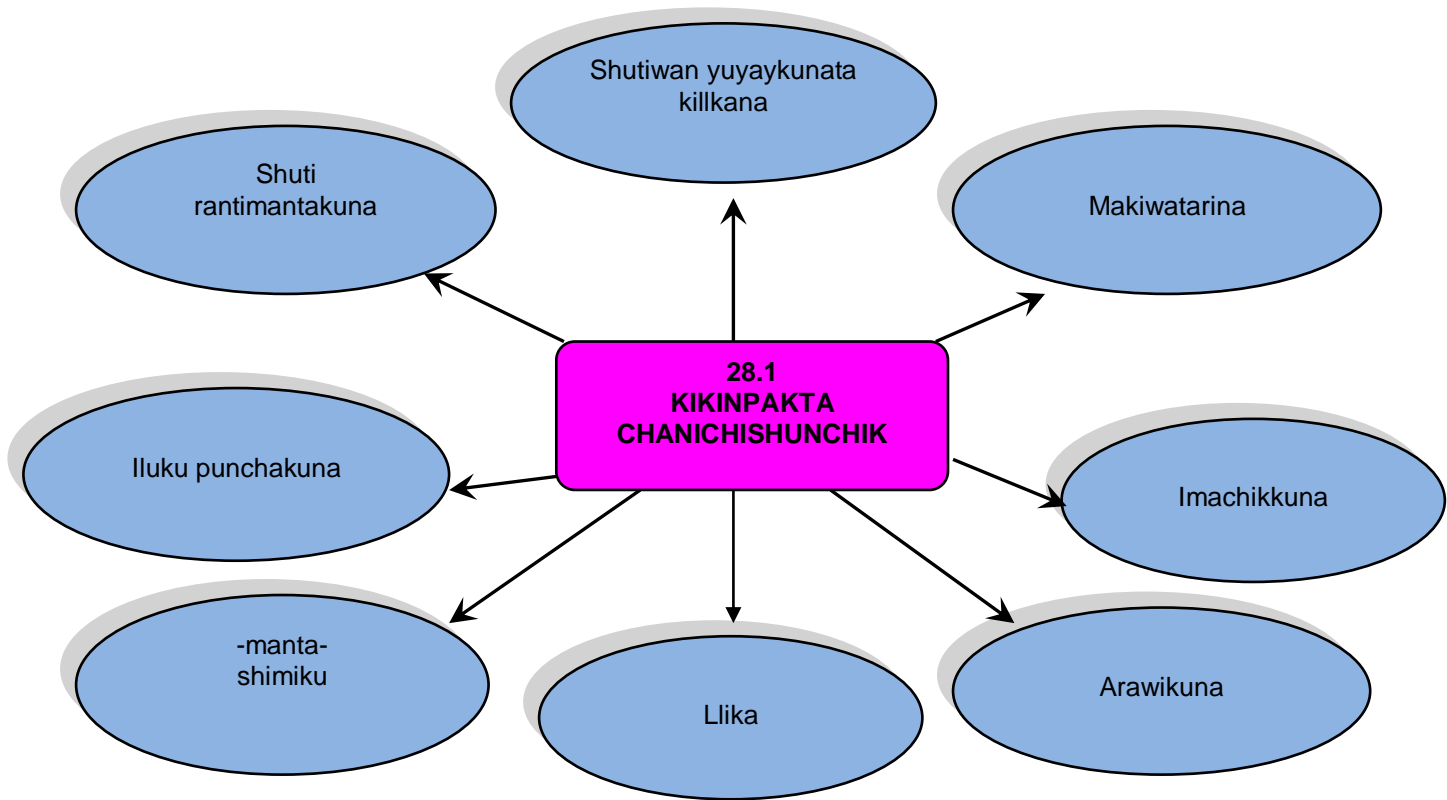 Shutiwan yuyaykunata
killkana
Shuti
rantimantakuna
Makiwatarina
28.1
KIKINPAKTA
CHANICHISHUNCHIK
Iluku punchakuna
Imachikkuna
-manta-
shimiku
Llika
Arawikuna